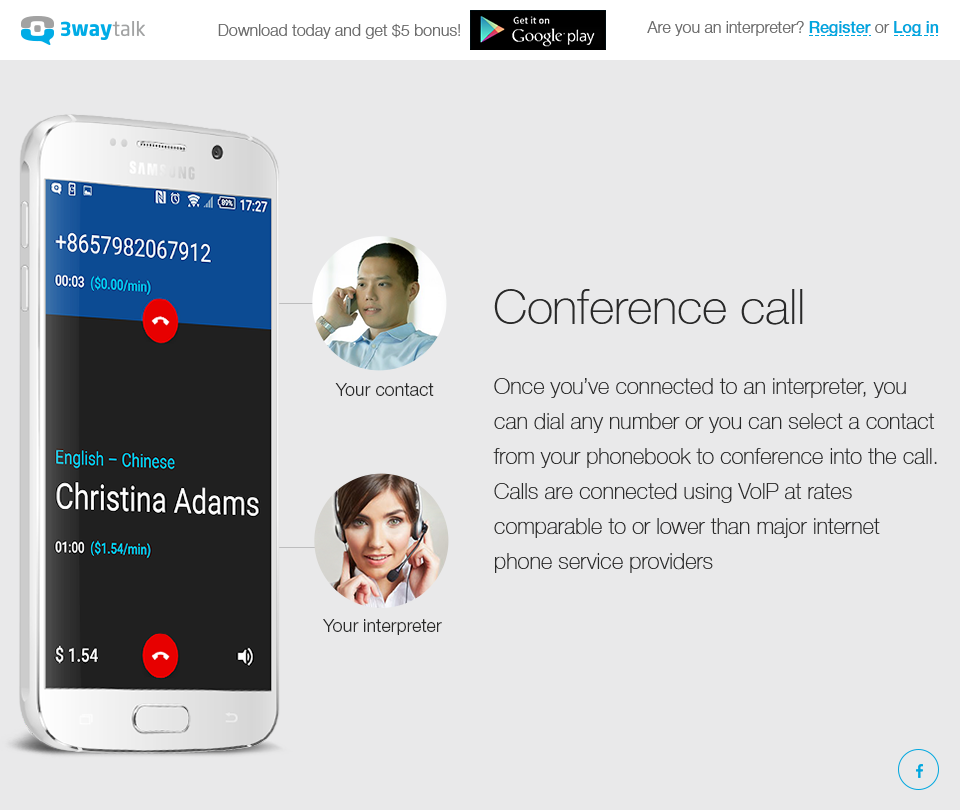 3waytalk
Download today and get $5 bonus!
Get it on
Google play
Are you an interpreter? Register or Log in
SAMSUNG
89% 17:27
+8657982067912
00:03 ($0.00/min)
English – Chinese
Christina Adams
01:00 ($1.54/min)
$ 1.54
Your contact
Your interpreter
Conference call
Once you’ve connected to an interpreter, you
can dial any number or you can select a contact
from your phonebook to conference into the call.
Calls are connected using VoIP at rates
comparable to or lower than major internet
phone service providers
f